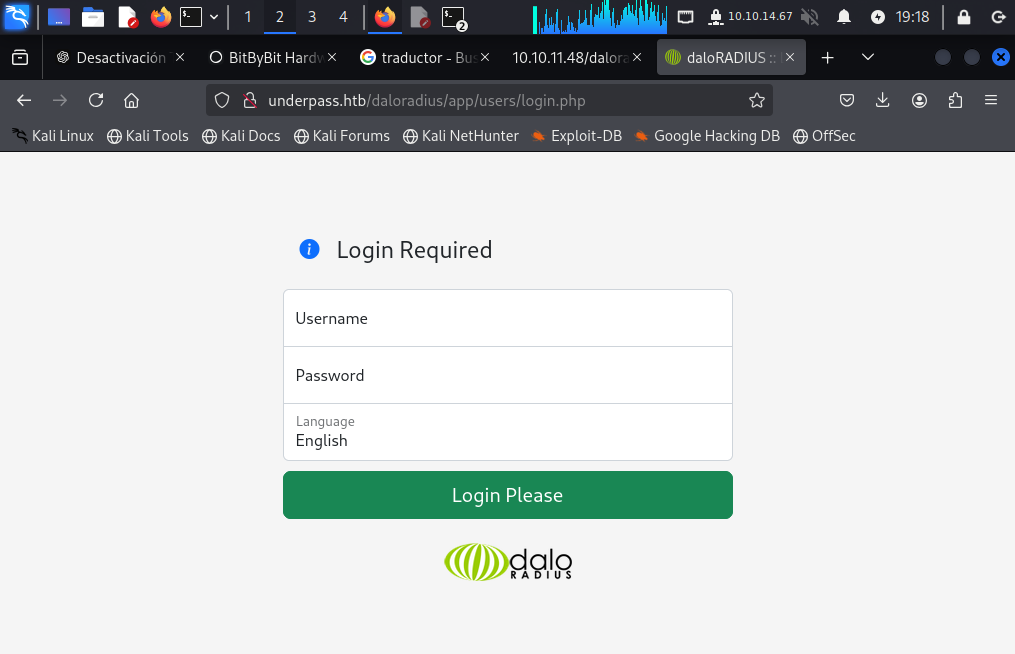 1 2 3 4 2 10.10.14.67 19:18
Desactivación BitByBit Hardw traductor - Bus 10.10.11.48/dalora daloRADIUS ::
underpass.htb/daloradius/app/users/login.php
Kali Linux Kali Tools Kali Docs Kali Forums Kali NetHunter Exploit-DB Google Hacking DB OffSec
Login Required
Username
Password
Language
English
Login Please
dalo
RADIUS